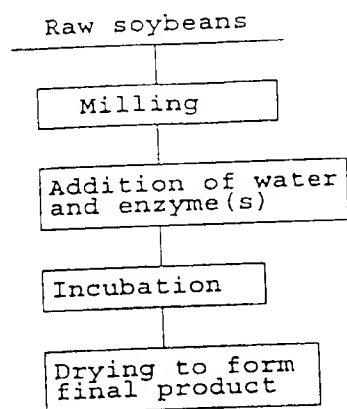 Raw soybeans
Milling
Addition of water
and enzyme(s)
Incubation
Drying to form
final product